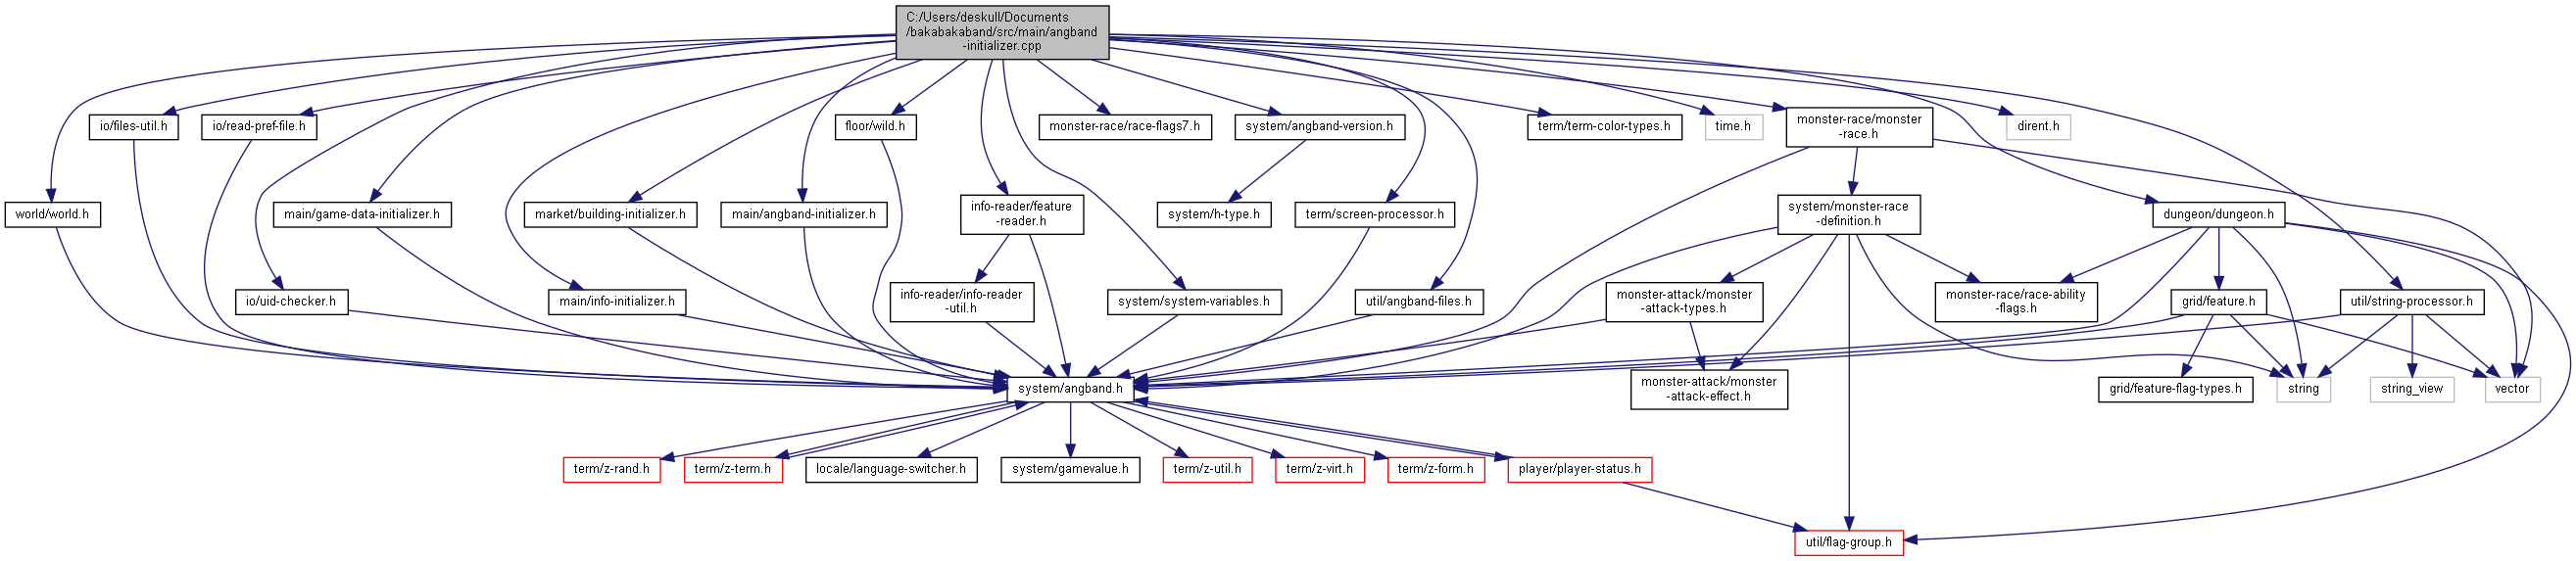 C:/Users/deskull/Documents
/bakabakaband/src/main/angband
-initializer.cpp
io/files-util.h
io/read-pref-file.h
floor/wild.h
monster-race/race-flags7.h
system/angband-version.h
term/term-color-types.h
time.h
monster-race/monster
-race.h
dirent.h
world/world.h
main/game-data-initializer.h
market/building-initializer.h
main/angband-initializer.h
info-reader/feature
-reader.h
system/h-type.h
term/screen-processor.h
system/monster-race
-definition.h
dungeon/dungeon.h
io/uid-checker.h
main/info-initializer.h
info-reader/info-reader
-util.h
system/system-variables.h
util/angband-files.h
monster-attack/monster
-attack-types.h
monster-race/race-ability
-flags.h
grid/feature.h
util/string-processor.h
system/angband.h
monster-attack/monster
-attack-effect.h
grid/feature-flag-types.h
string
string_view
vector
term/z-rand.h
term/z-term.h
locale/language-switcher.h
system/gamevalue.h
term/z-util.h
term/z-virt.h
term/z-form.h
player/player-status.h
util/flag-group.h